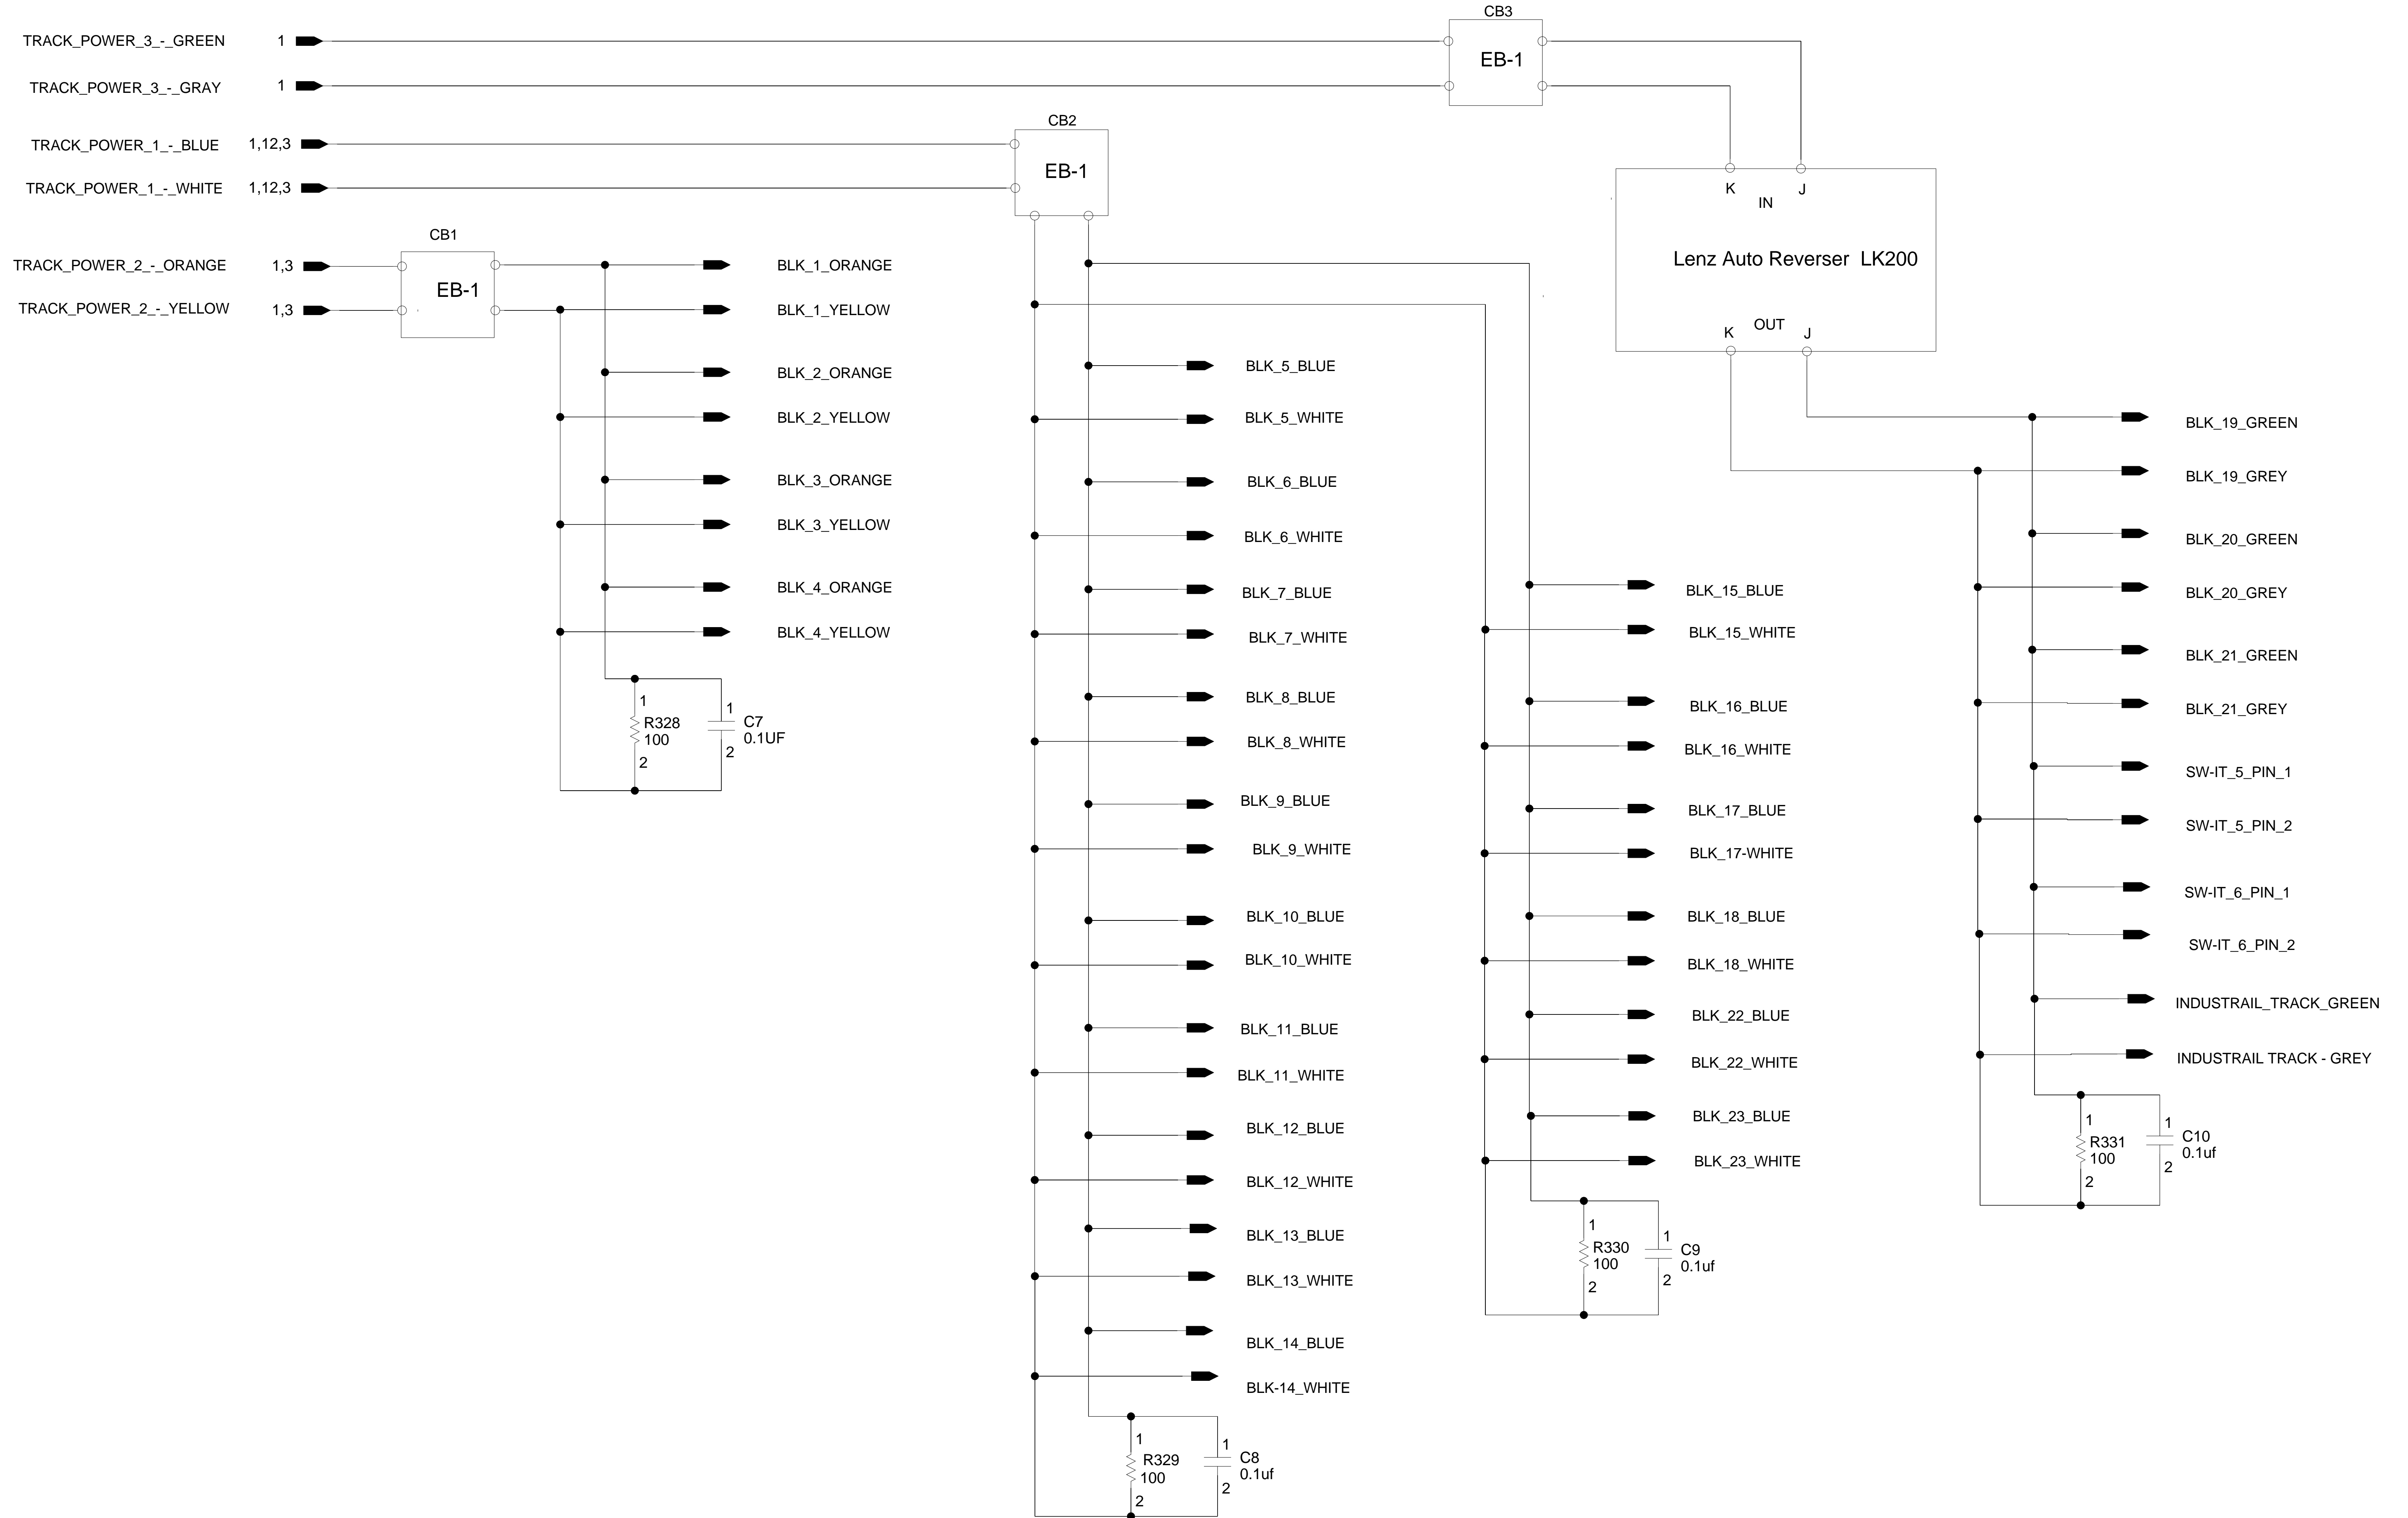 CB3
TRACK_POWER_3_-_GREEN 1
EB-1
TRACK_POWER_3_-_GRAY 1
CB2
TRACK_POWER_1_-_BLUE 1,12,3
EB-1
TRACK_POWER_1_-_WHITE 1,12,3
CB1
TRACK_POWER_2_-_ORANGE 1,3
EB-1
TRACK_POWER_2_-_YELLOW 1,3
BLK_1_ORANGE
BLK_1_YELLOW
BLK_2_ORANGE
BLK_2_YELLOW
BLK_3_ORANGE
BLK_3_YELLOW
BLK_4_ORANGE
BLK_4_YELLOW
1
R328
100
2
1
C7
0.1UF
2
BLK_5_BLUE
BLK_5_WHITE
BLK_6_BLUE
BLK_6_WHITE
BLK_7_BLUE
BLK_7_WHITE
BLK_8_BLUE
BLK_8_WHITE
BLK_9_BLUE
BLK_9_WHITE
BLK_10_BLUE
BLK_10_WHITE
BLK_11_BLUE
BLK_11_WHITE
BLK_12_BLUE
BLK_12_WHITE
BLK_13_BLUE
BLK_13_WHITE
BLK_14_BLUE
BLK-14_WHITE
1
R329
100
2
1
C8
0.1uf
2
BLK_15_BLUE
BLK_15_WHITE
BLK_16_BLUE
BLK_16_WHITE
BLK_17_BLUE
BLK_17-WHITE
BLK_18_BLUE
BLK_18_WHITE
BLK_22_BLUE
BLK_22_WHITE
BLK_23_BLUE
BLK_23_WHITE
1
R330
100
2
1
C9
0.1uf
2
K J
IN
Lenz Auto Reverser LK200
OUT
K J
BLK_19_GREEN
BLK_19_GREY
BLK_20_GREEN
BLK_20_GREY
BLK_21_GREEN
BLK_21_GREY
SW-IT_5_PIN_1
SW-IT_5_PIN_2
SW-IT_6_PIN_1
SW-IT_6_PIN_2
INDUSTRAIL_TRACK_GREEN
INDUSTRAIL TRACK - GREY
1
R331
100
2
1
C10
0.1uf
2